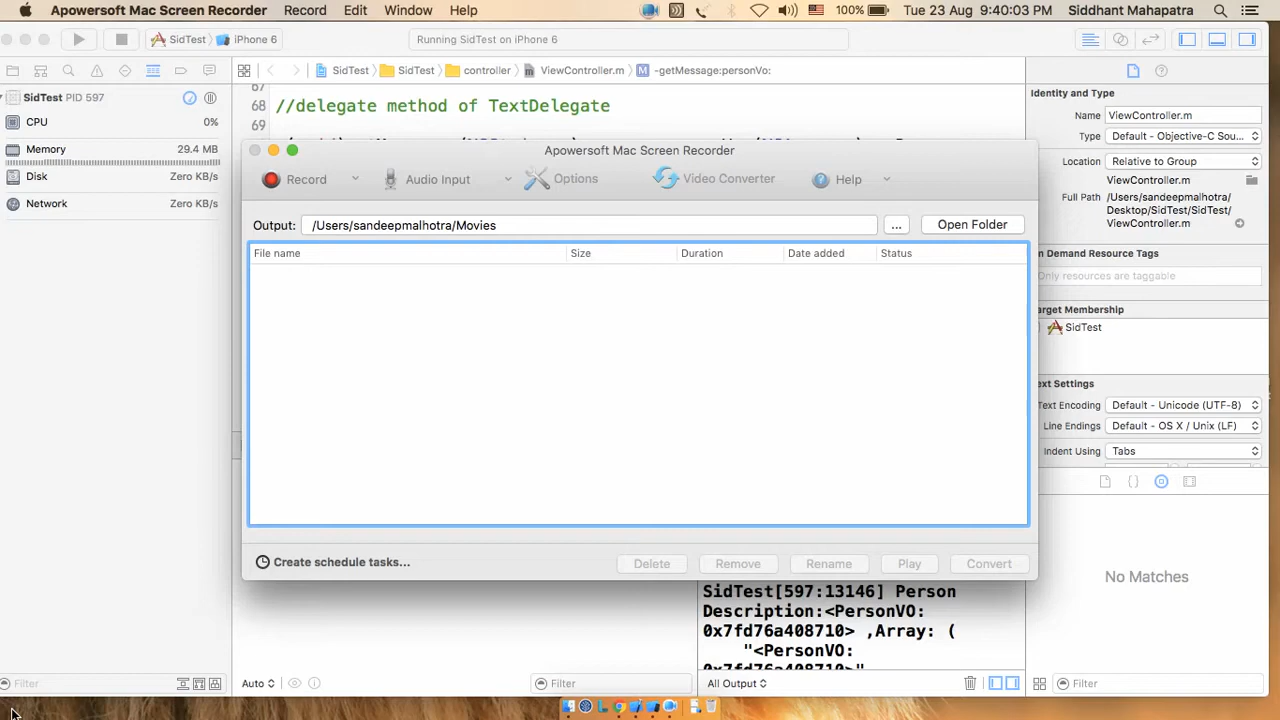 Apowersoft Mac Screen Recorder Record Edit Window Help 100% Tue 23 Aug 9:40:03 PM Siddhant Mahapatra
SidTest iPhone 6 Running SidTest on iPhone 6
SidTest SidTest controller ViewController.m M -getMessage:personVo:
SidTest PID 597
CPU 0%
Memory 29.4 MB
Disk Zero KB/s
Network Zero KB/s
67
68 //delegate method of TextDelegate
69
Apowersoft Mac Screen Recorder
Record Audio Input Options Video Converter Help
Output: /Users/sandeepmalhotra/Movies ... Open Folder
File name Size Duration Date added Status
Create schedule tasks... Delete Remove Rename Play Convert
Identity and Type
Name ViewController.m
Type Default - Objective-C Sou...
Location Relative to Group
ViewController.m
Full Path /Users/sandeepmalhotra/
Desktop/SidTest/SidTest/
ViewController.m
n Demand Resource Tags
Only resources are taggable
arget Membership
SidTest
ext Settings
Text Encoding Default - Unicode (UTF-8)
Line Endings Default - OS X / Unix (LF)
Indent Using Tabs
No Matches
SidTest[597:13146] Person
Description:<PersonVO:
0x7fd76a408710> ,Array: (
"<PersonVO:
0x7fd76a408710>"
Filter Auto Filter All Output Filter